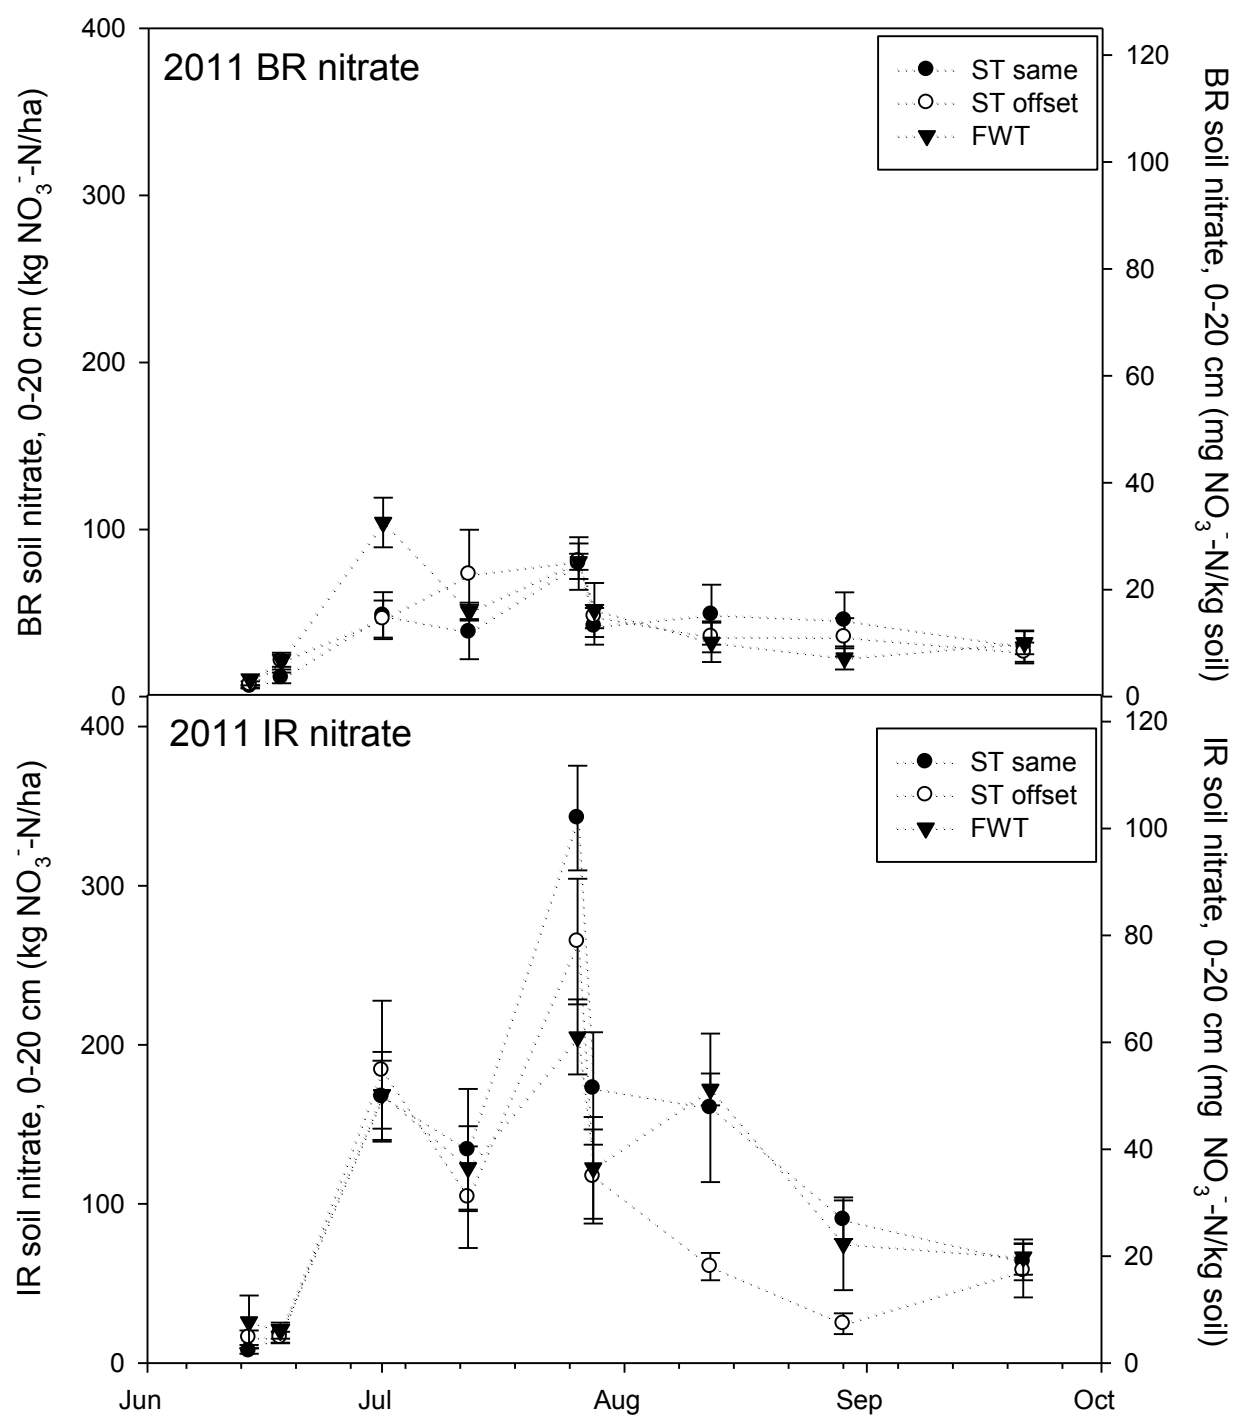 2011 BR nitrate
ST same
ST offset
FWT
BR soil nitrate, 0-20 cm (kg NO3--N/ha)
400
300
200
100
0
BR soil nitrate, 0-20 cm (mg NO3--N/kg soil)
120
100
80
60
40
20
0
2011 IR nitrate
ST same
ST offset
FWT
IR soil nitrate, 0-20 cm (kg NO3--N/ha)
400
300
200
100
0
IR soil nitrate, 0-20 cm (mg NO3--N/kg soil)
120
100
80
60
40
20
0
Jun Jul Aug Sep Oct